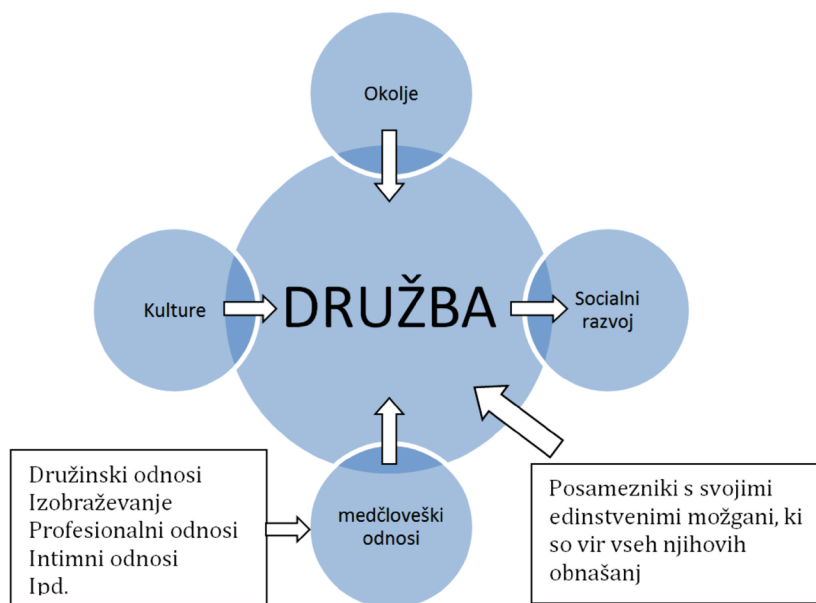 Okolje
Kulture
DRUŽBA
Socialni
razvoj
Družinski odnosi
Izobraževanje
Profesionalni odnosi
Intimni odnosi
Ipd.
medčloveški
odnosi
Posamezniki s svojimi
edinstvenimi možgani, ki
so vir vseh njihovih
obnašanj